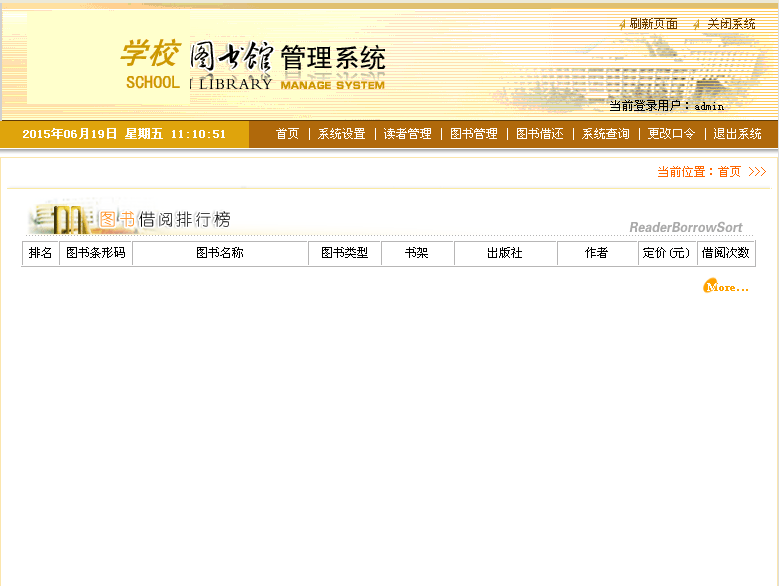 刷新页面 关闭系统
学校 图书馆 管理系统
SCHOOL LIBRARY MANAGE SYSTEM
当前登录用户：admin
2015年06月19日 星期五 11:10:51 首页 | 系统设置 | 读者管理 | 图书管理 | 图书借还 | 系统查询 | 更改口令 | 退出系统
当前位置：首页 >>>
图书借阅排行榜
ReaderBorrowSort
排名 图书条形码 图书名称 图书类型 书架 出版社 作者 定价(元) 借阅次数
More...